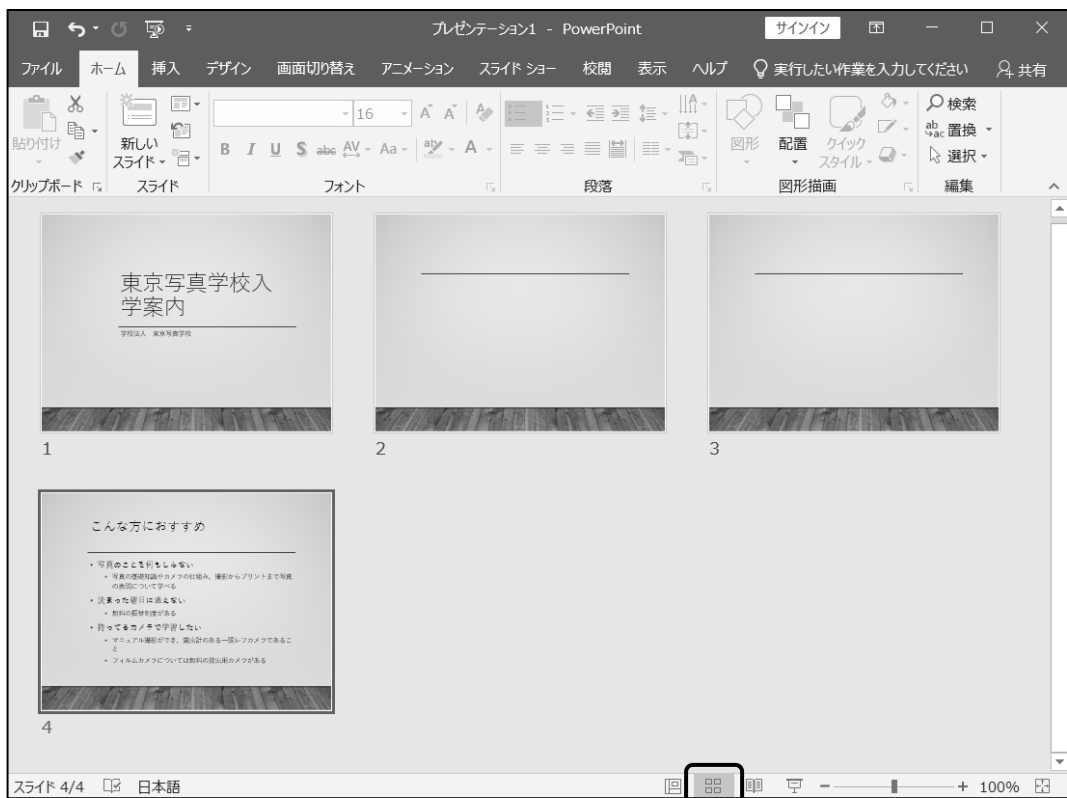 プレゼンテーション1 - PowerPoint
サインイン
ファイル ホーム 挿入 デザイン 画面切り替え アニメーション スライド ショー 校閲 表示 ヘルプ 実行したい作業を入力してください 共有
16
貼り付け
新しい
スライド
B I U S abc AV Aa A
図形
配置
クイック
スタイル
検索
置換
選択
クリップボード スライド フォント 段落 図形描画 編集
東京写真学校入
学案内
学校法人 東京写真学校
1
2
3
こんな方におすすめ
• 写真のことを何もしらない
• 写真の基礎知識やカメラの仕組み、撮影からプリントまで写真
の表現について学べる
• 決まった曜日に通えない
• 無料の振替制度がある
• 持ってるカメラで学習したい
• マニュアル撮影ができ、露出計のある一眼レフカメラであるこ
と
• フィルムカメラについては無料の貸出用カメラがある
4
スライド 4/4 日本語 100%